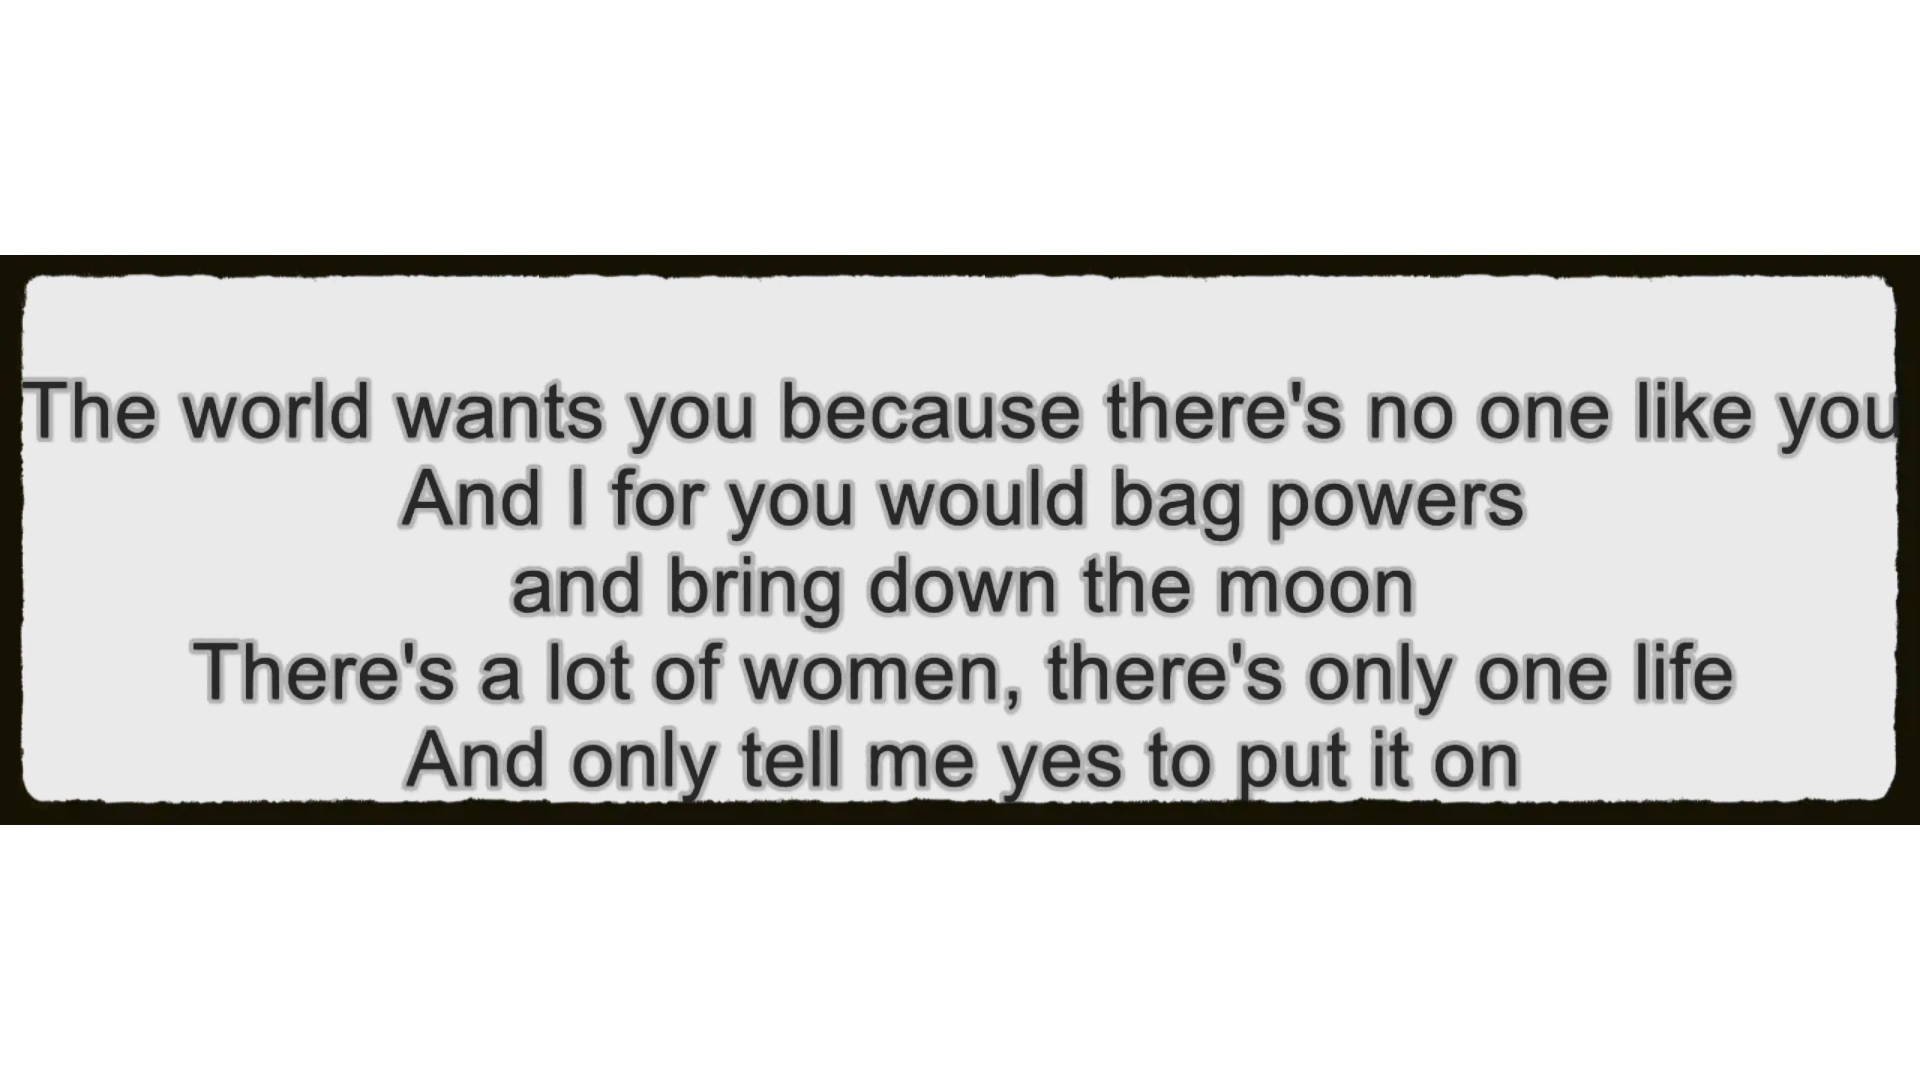 The world wants you because there's no one like you
And I for you would bag powers
and bring down the moon
There's a lot of women, there's only one life
And only tell me yes to put it on